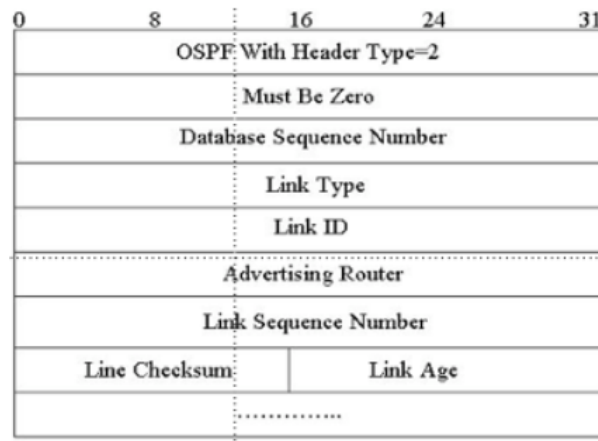 0 8 16 24 31
OSPF With Header Type=2
Must Be Zero
Database Sequence Number
Link Type
Link ID
Advertising Router
Link Sequence Number
Line Checksum Link Age
.............